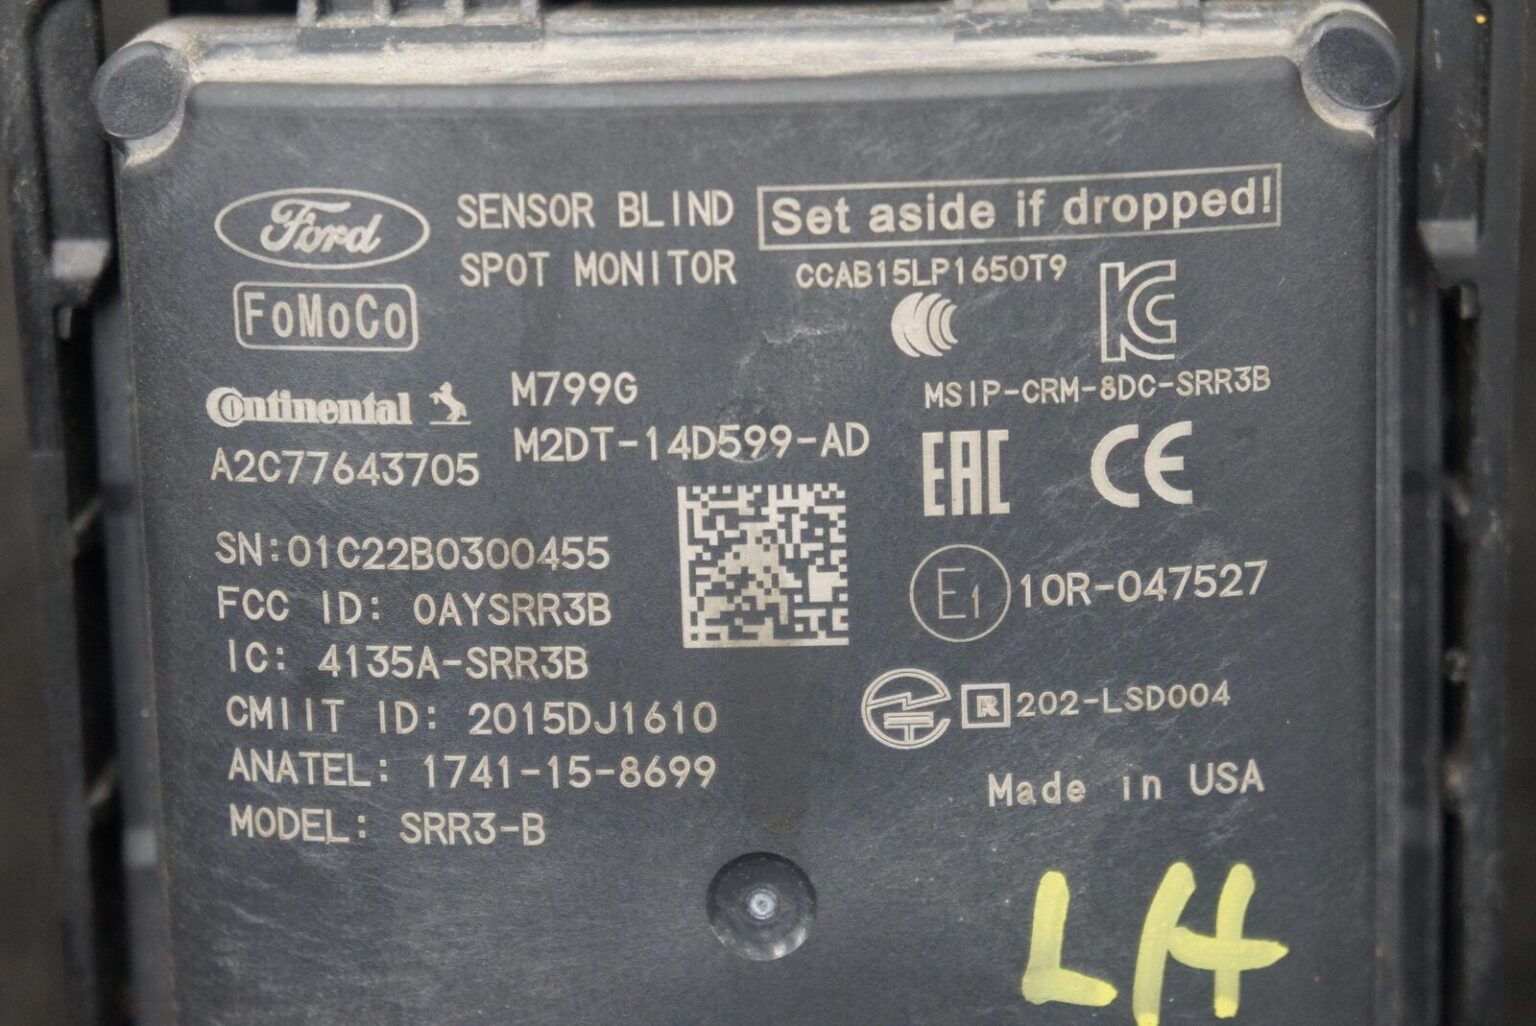 Ford
SENSOR BLIND
SPOT MONITOR
Set aside if dropped!
FoMoCo
CCAB15LP1650T9
Continental
M799G
M2DT-14D599-AD
A2C77643705
MSIP-CRM-8DC-SRR3B
EAC
CE
SN:01C22B0300455
FCC ID: OAYSRR3B
IC: 4135A-SRR3B
CMIIT ID: 2015DJ1610
ANATEL: 1741-15-8699
MODEL: SRR3-B
E1 10R-047527
R 202-LSD004
Made in USA
LH